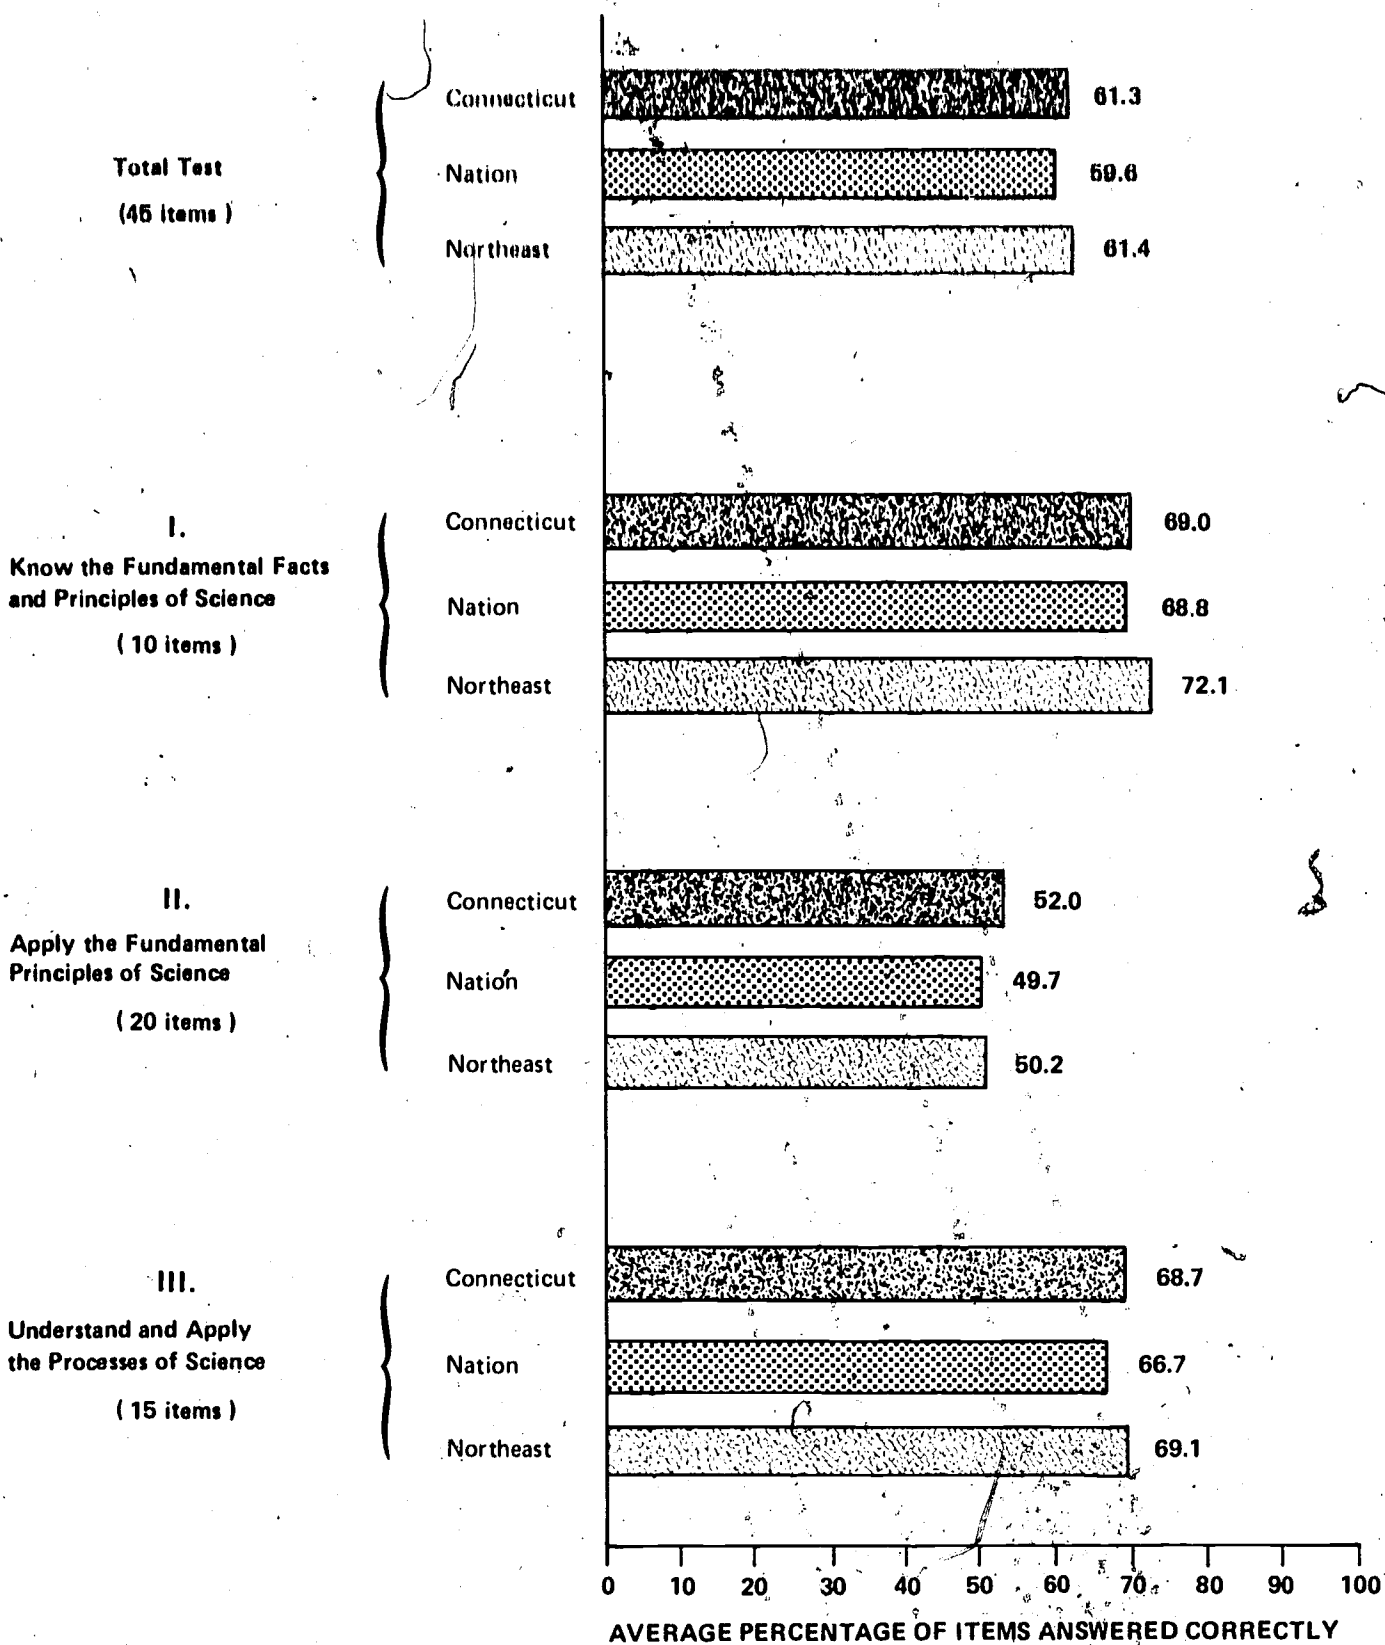 Total Test
(45 items )
Connecticut 61.3
Nation 59.6
Northeast 61.4
I.
Know the Fundamental Facts
and Principles of Science
( 10 items )
Connecticut 69.0
Nation 68.8
Northeast 72.1
II.
Apply the Fundamental
Principles of Science
( 20 items )
Connecticut 52.0
Nation 49.7
Northeast 50.2
III.
Understand and Apply
the Processes of Science
( 15 items )
Connecticut 68.7
Nation 66.7
Northeast 69.1
0 10 20 30 40 50 60 70 80 90 100
AVERAGE PERCENTAGE OF ITEMS ANSWERED CORRECTLY